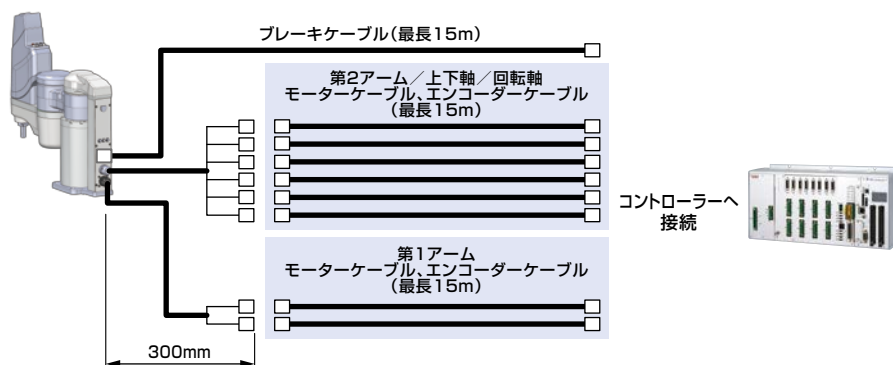 ブレーキケーブル(最長15m)
第2アーム/上下軸/回転軸
モーターケーブル、エンコーダーケーブル
(最長15m)
コントローラーへ
接続
第1アーム
モーターケーブル、エンコーダーケーブル
(最長15m)
300mm